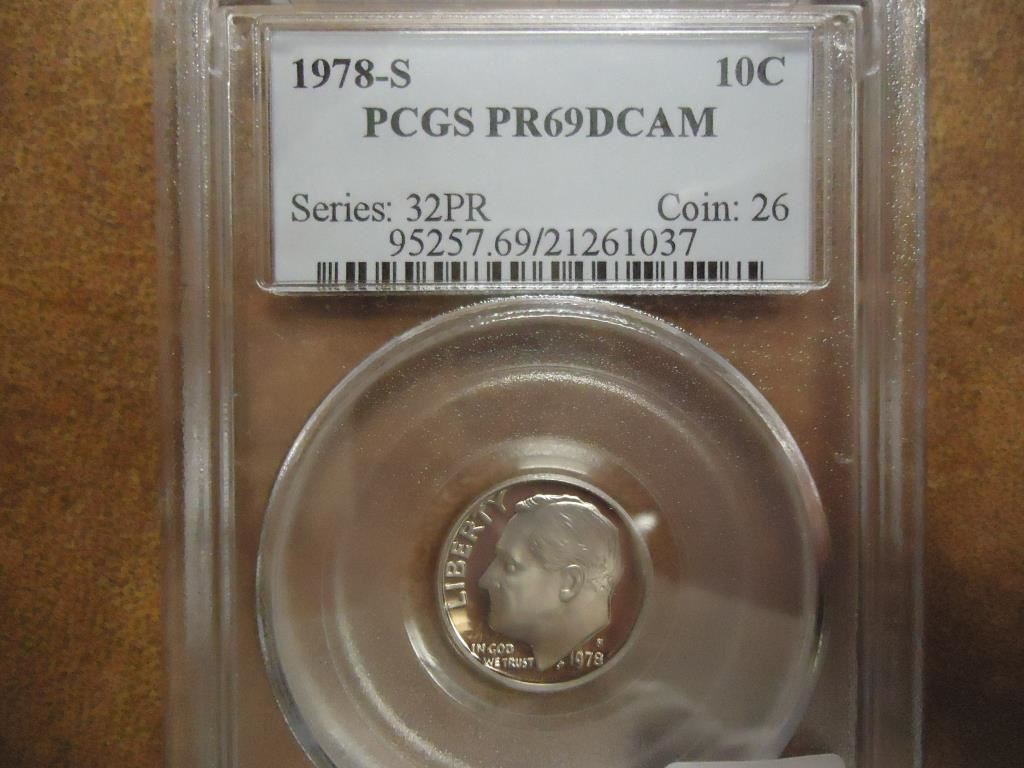 1978-S 10C
PCGS PR69DCAM
Series: 32PR Coin: 26
95257.69/21261037
LIBERTY
IN GOD
WE TRUST
S
1978